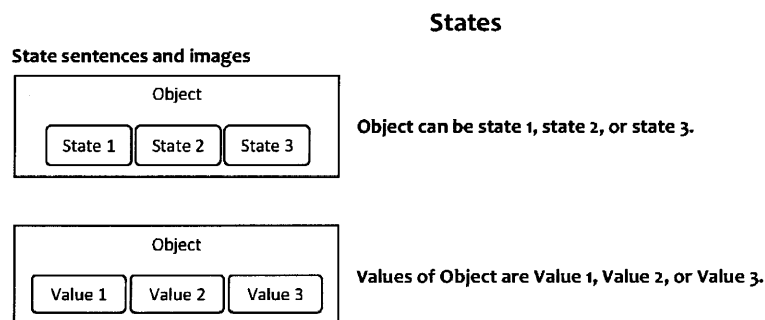 States
State sentences and images
Object
State 1 State 2 State 3
Object can be state 1, state 2, or state 3.
Object
Value 1 Value 2 Value 3
Values of Object are Value 1, Value 2, or Value 3.